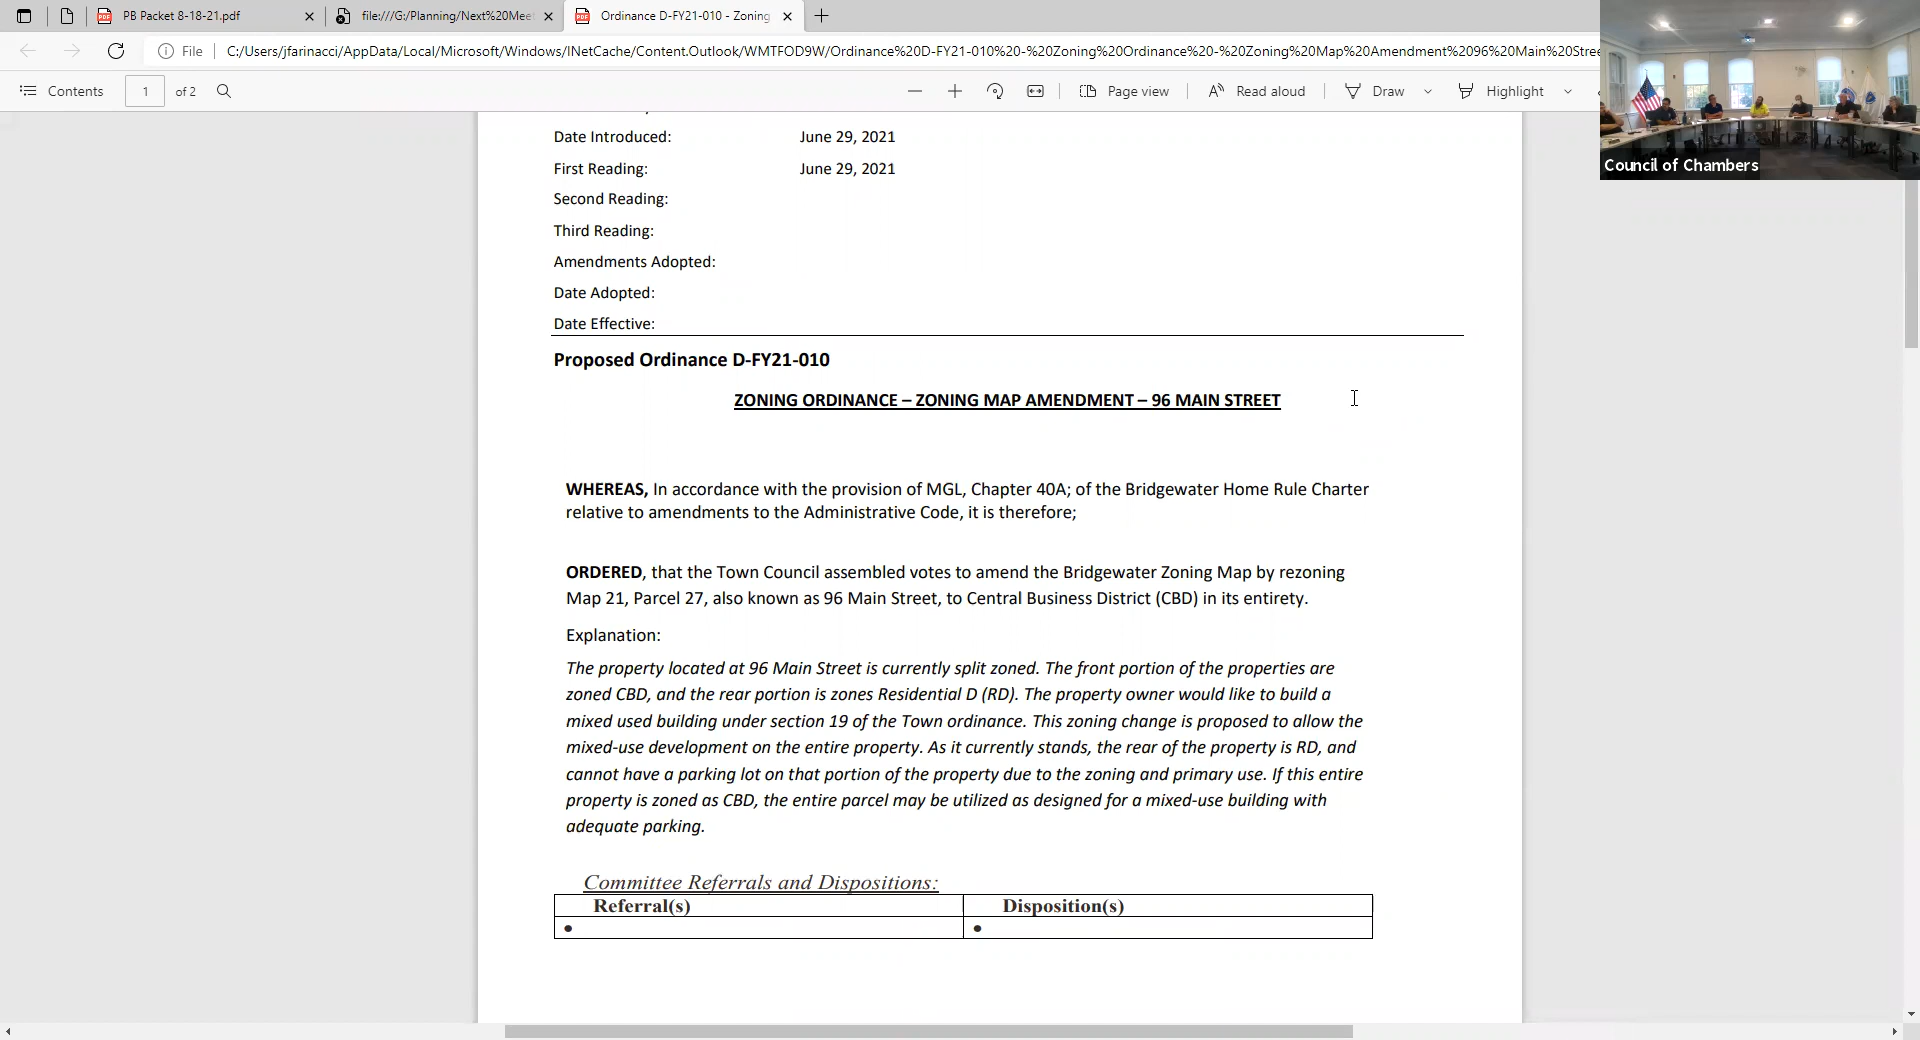 PB Packet 8-18-21.pdf
file:///G:/Planning/Next%20Meet
Ordinance D-FY21-010 - Zoning
File
C:/Users/jfarinacci/AppData/Local/Microsoft/Windows/INetCache/Content.Outlook/WMTFOD9W/Ordinance%20D-FY21-010%20-%20Zoning%20Ordinance%20-%20Zoning%20Map%20Amendment%2096%20Main%20Stree
Contents
1
of 2
Page view
Read aloud
Draw
Highlight
Council of Chambers
Date Introduced: June 29, 2021
First Reading: June 29, 2021
Second Reading:
Third Reading:
Amendments Adopted:
Date Adopted:
Date Effective:
Proposed Ordinance D-FY21-010
ZONING ORDINANCE – ZONING MAP AMENDMENT – 96 MAIN STREET
WHEREAS, In accordance with the provision of MGL, Chapter 40A; of the Bridgewater Home Rule Charter
relative to amendments to the Administrative Code, it is therefore;
ORDERED, that the Town Council assembled votes to amend the Bridgewater Zoning Map by rezoning
Map 21, Parcel 27, also known as 96 Main Street, to Central Business District (CBD) in its entirety.
Explanation:
The property located at 96 Main Street is currently split zoned. The front portion of the properties are
zoned CBD, and the rear portion is zones Residential D (RD). The property owner would like to build a
mixed used building under section 19 of the Town ordinance. This zoning change is proposed to allow the
mixed-use development on the entire property. As it currently stands, the rear of the property is RD, and
cannot have a parking lot on that portion of the property due to the zoning and primary use. If this entire
property is zoned as CBD, the entire parcel may be utilized as designed for a mixed-use building with
adequate parking.
Committee Referrals and Dispositions:
Referral(s) Disposition(s)
• •